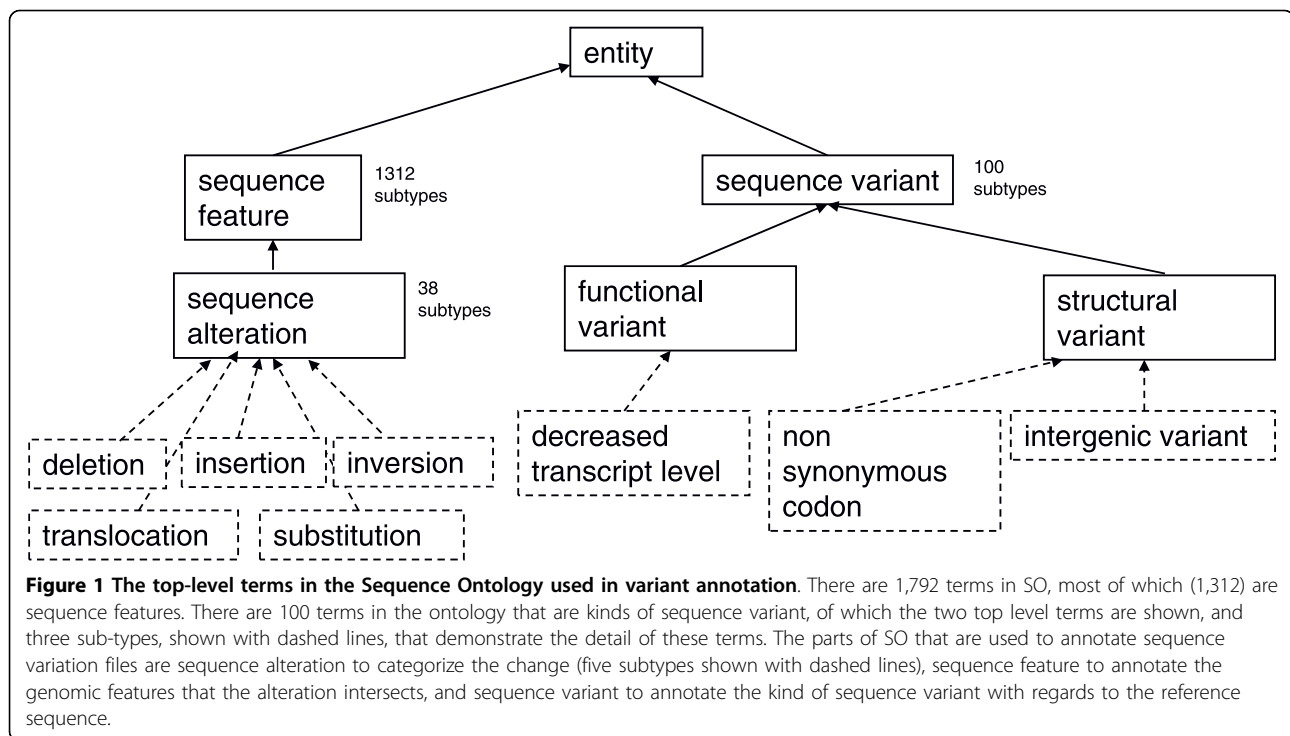 entity
sequence
feature
1312
subtypes
sequence variant
100
subtypes
sequence
alteration
38
subtypes
functional
variant
structural
variant
deletion
insertion
inversion
translocation
substitution
decreased
transcript level
non
synonymous
codon
intergenic variant
Figure 1 The top-level terms in the Sequence Ontology used in variant annotation. There are 1,792 terms in SO, most of which (1,312) are
sequence features. There are 100 terms in the ontology that are kinds of sequence variant, of which the two top level terms are shown, and
three sub-types, shown with dashed lines, that demonstrate the detail of these terms. The parts of SO that are used to annotate sequence
variation files are sequence alteration to categorize the change (five subtypes shown with dashed lines), sequence feature to annotate the
genomic features that the alteration intersects, and sequence variant to annotate the kind of sequence variant with regards to the reference
sequence.